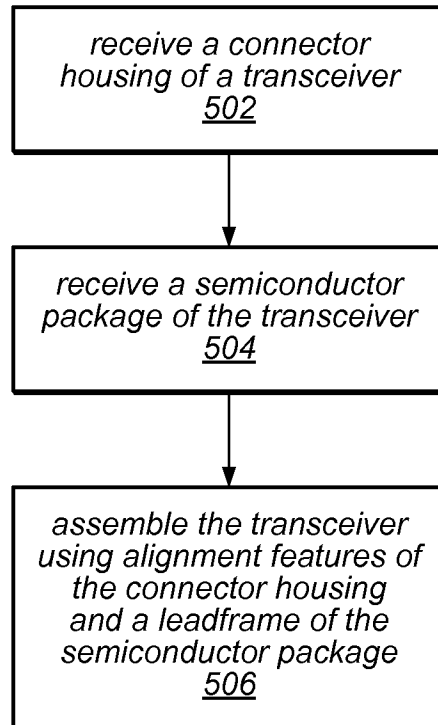 receive a connector
housing of a transceiver
502
receive a semiconductor
package of the transceiver
504
assemble the transceiver
using alignment features of
the connector housing
and a leadframe of the
semiconductor package
506